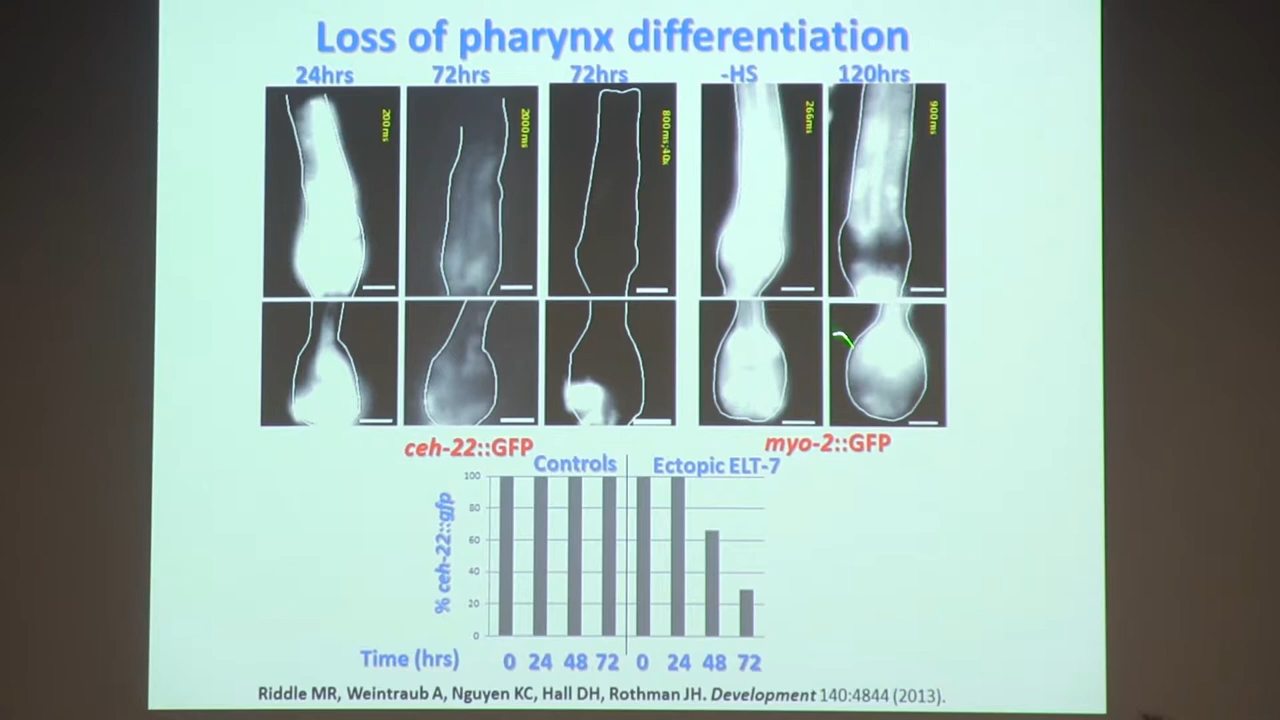 Loss of pharynx differentiation
24hrs 72hrs 72hrs -HS 120hrs
200ms 2000ms 800ms;40x 266ms 900ms
ceh-22::GFP myo-2::GFP
Controls Ectopic ELT-7
% ceh-22::gfp
100
80
60
40
20
0
Time (hrs) 0 24 48 72 0 24 48 72
Riddle MR, Weintraub A, Nguyen KC, Hall DH, Rothman JH. Development 140:4844 (2013).